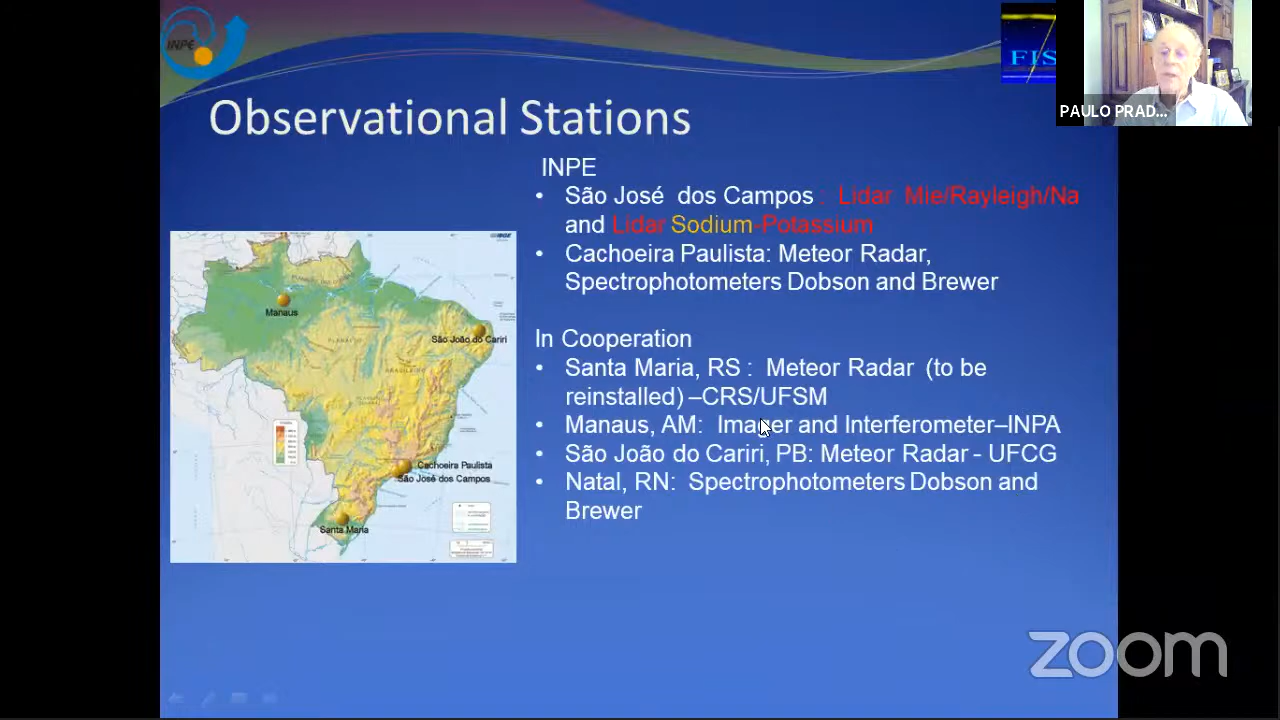 INPE
FIS
PAULO PRAD...
Observational Stations
INPE
• São José dos Campos : Lidar Mie/Rayleigh/Na
and Lidar Sodium-Potassium
• Cachoeira Paulista: Meteor Radar,
Spectrophotometers Dobson and Brewer
In Cooperation
• Santa Maria, RS : Meteor Radar (to be
reinstalled) –CRS/UFSM
• Manaus, AM: Imager and Interferometer–INPA
• São João do Cariri, PB: Meteor Radar - UFCG
• Natal, RN: Spectrophotometers Dobson and
Brewer
Manaus
São João do Cariri
Cachoeira Paulista
São José dos Campos
Santa Maria
zoom